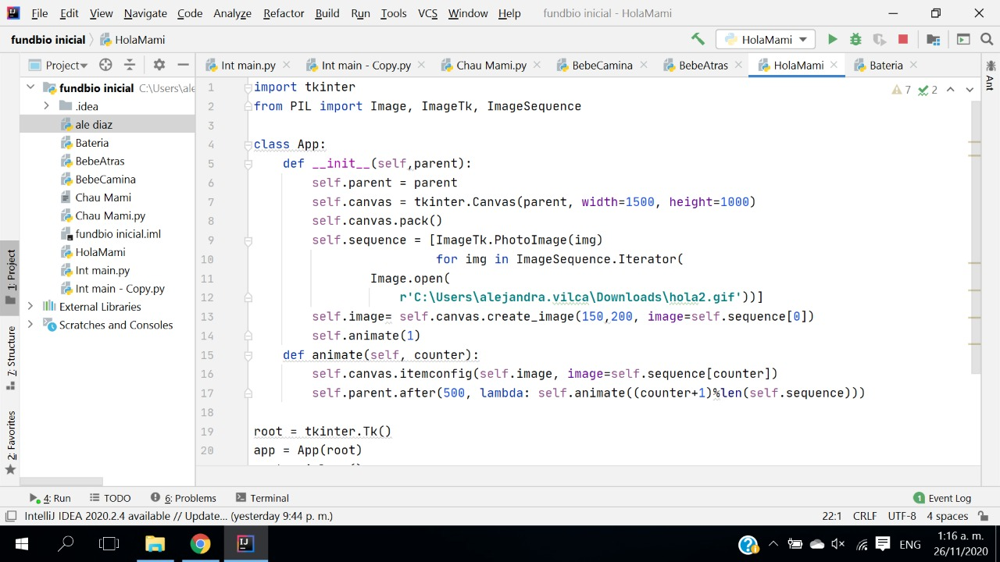 File Edit View Navigate Code Analyze Refactor Build Run Tools VCS Window Help fundbio inicial - HolaMami
fundbio inicial HolaMami HolaMami
Project Int main.py Int main - Copy.py Chau Mami.py BebeCamina BebeAtras HolaMami Bateria
fundbio inicial C:\Users\ale
.idea
ale diaz
Bateria
BebeAtras
BebeCamina
Chau Mami
Chau Mami.py
fundbio inicial.iml
HolaMami
Int main.py
Int main - Copy.py
External Libraries
Scratches and Consoles
1: Project
7: Structure
2: Favorites
1 import tkinter
2 from PIL import Image, ImageTk, ImageSequence
3
4 class App:
5 def __init__(self,parent):
6 self.parent = parent
7 self.canvas = tkinter.Canvas(parent, width=1500, height=1000)
8 self.canvas.pack()
9 self.sequence = [ImageTk.PhotoImage(img)
10 for img in ImageSequence.Iterator(
11 Image.open(
12 r'C:\Users\alejandra.vilca\Downloads\hola2.gif'))]
13 self.image= self.canvas.create_image(150,200, image=self.sequence[0])
14 self.animate(1)
15 def animate(self, counter):
16 self.canvas.itemconfig(self.image, image=self.sequence[counter])
17 self.parent.after(500, lambda: self.animate((counter+1)%len(self.sequence)))
18
19 root = tkinter.Tk()
20 app = App(root)
7 2
Ant
4: Run TODO 6: Problems Terminal 1 Event Log
IntelliJ IDEA 2020.2.4 available // Update... (yesterday 9:44 p. m.) 22:1 CRLF UTF-8 4 spaces
ENG 1:16 a. m.
26/11/2020